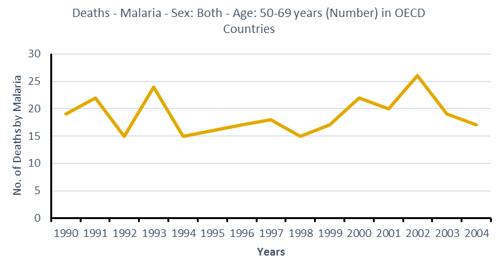 Deaths - Malaria - Sex: Both - Age: 50-69 years (Number) in OECD
Countries
No. of Deaths by Malaria
30
25
20
15
10
5
0
1990 1991 1992 1993 1994 1995 1996 1997 1998 1999 2000 2001 2002 2003 2004
Years